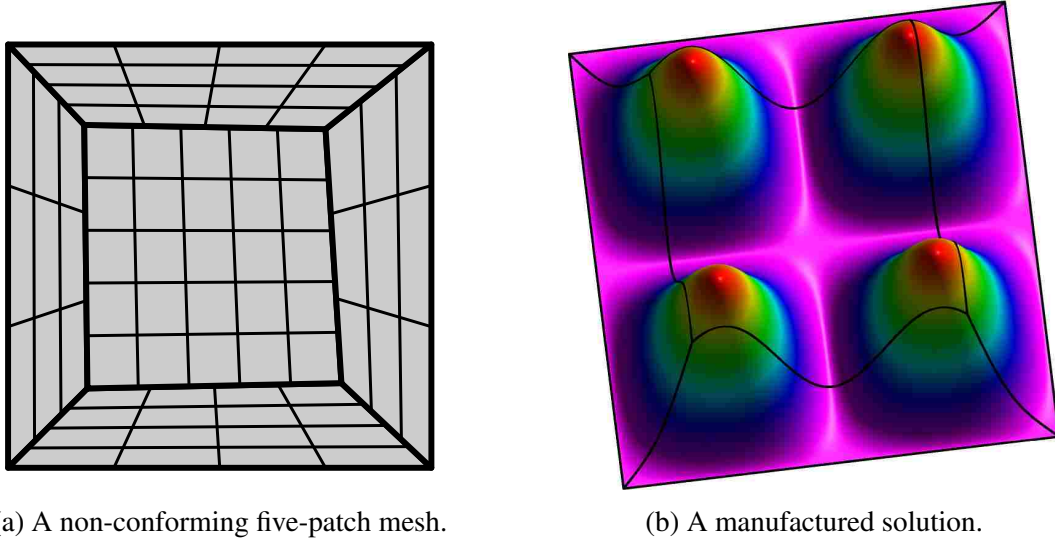 (a) A non-conforming five-patch mesh.
(b) A manufactured solution.